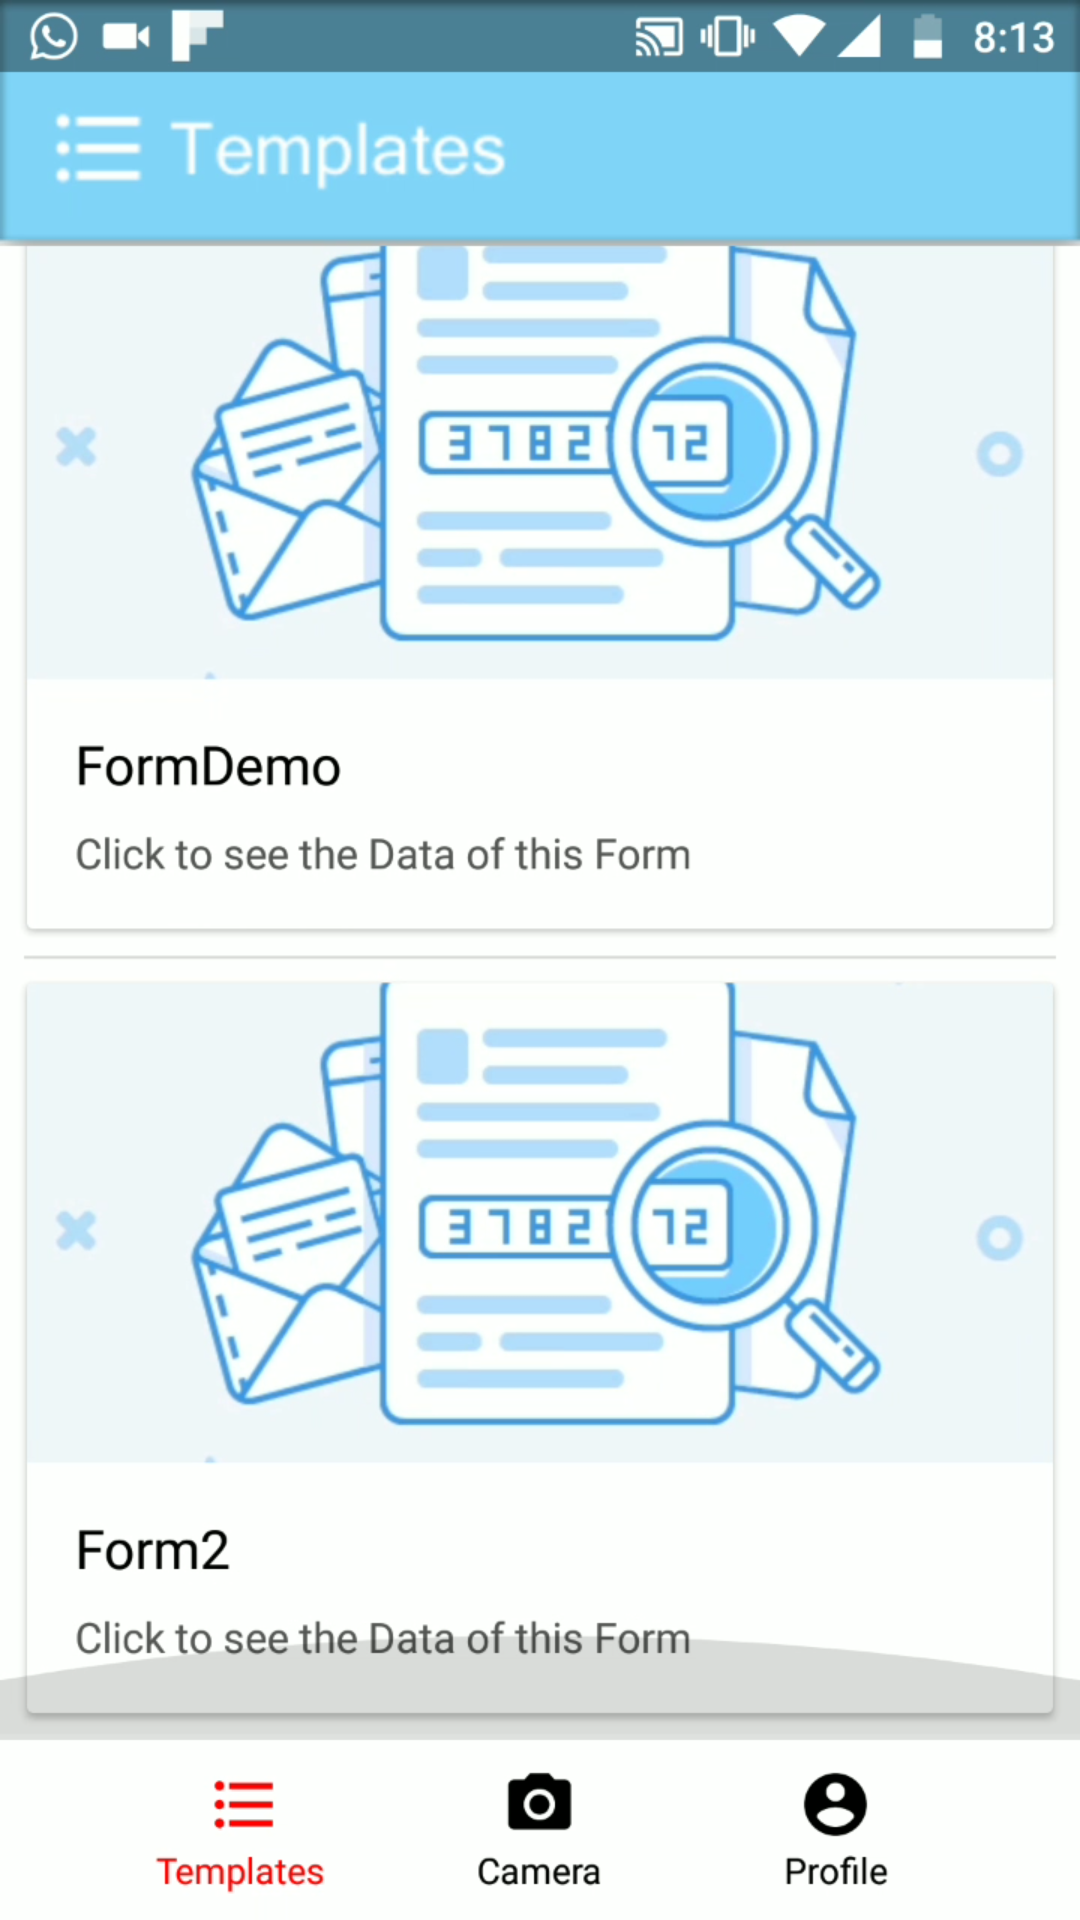 8:13
Templates
3782 72
FormDemo
Click to see the Data of this Form
3782 72
Form2
Click to see the Data of this Form
Templates
Camera
Profile